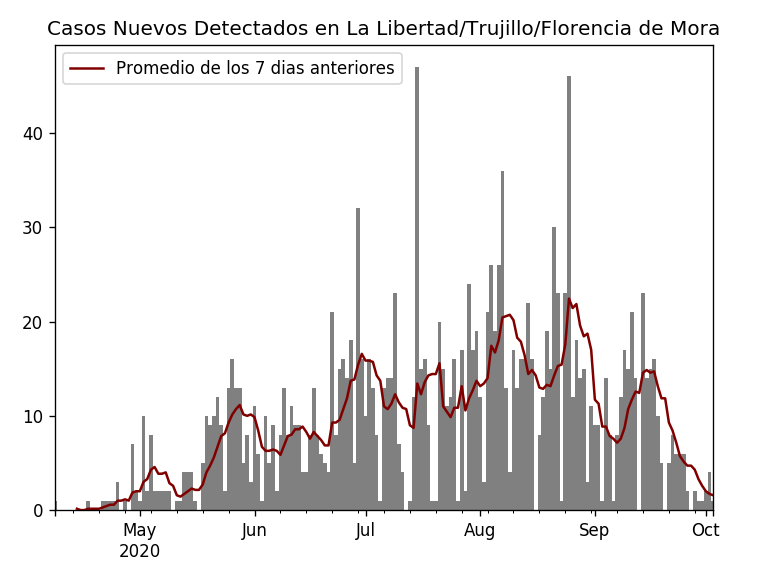 Casos Nuevos Detectados en La Libertad/Trujillo/Florencia de Mora
Promedio de los 7 dias anteriores
40
30
20
10
0
May Jun Jul Aug Sep Oct
2020